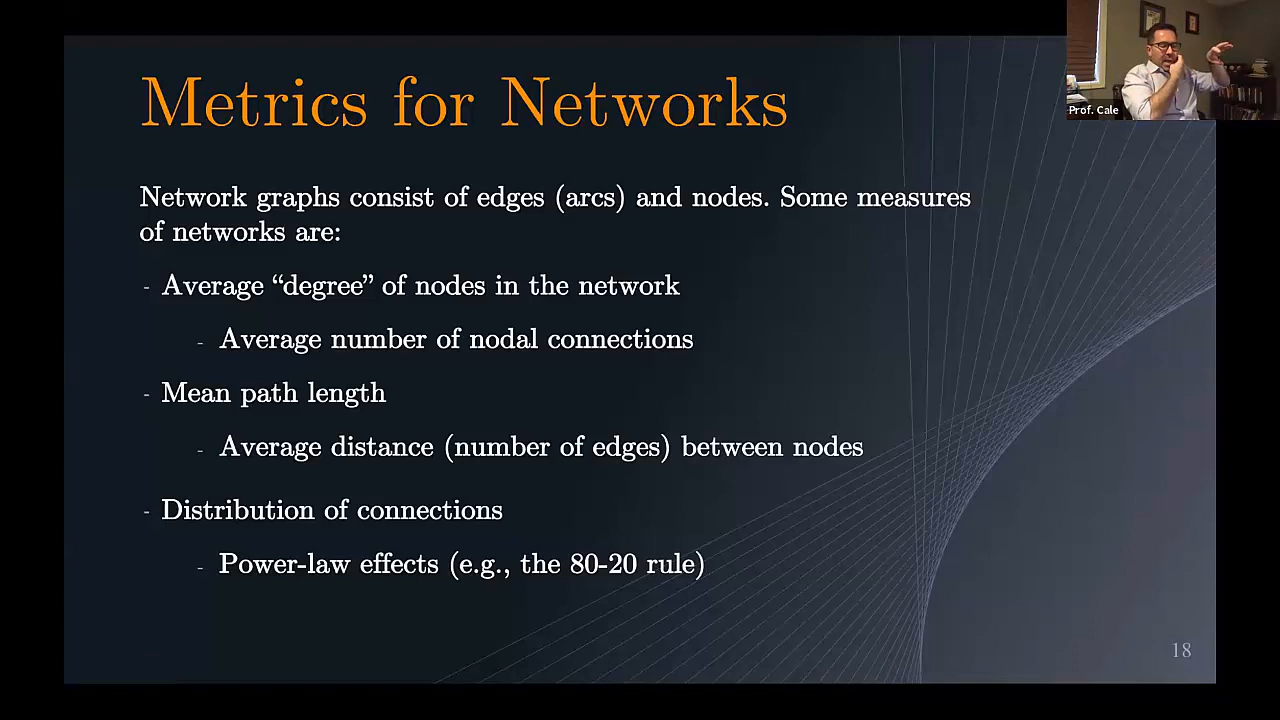 Metrics for Networks
Prof. Cale
Network graphs consist of edges (arcs) and nodes. Some measures
of networks are:
- Average “degree” of nodes in the network
- Average number of nodal connections
- Mean path length
- Average distance (number of edges) between nodes
- Distribution of connections
- Power-law effects (e.g., the 80-20 rule)
18